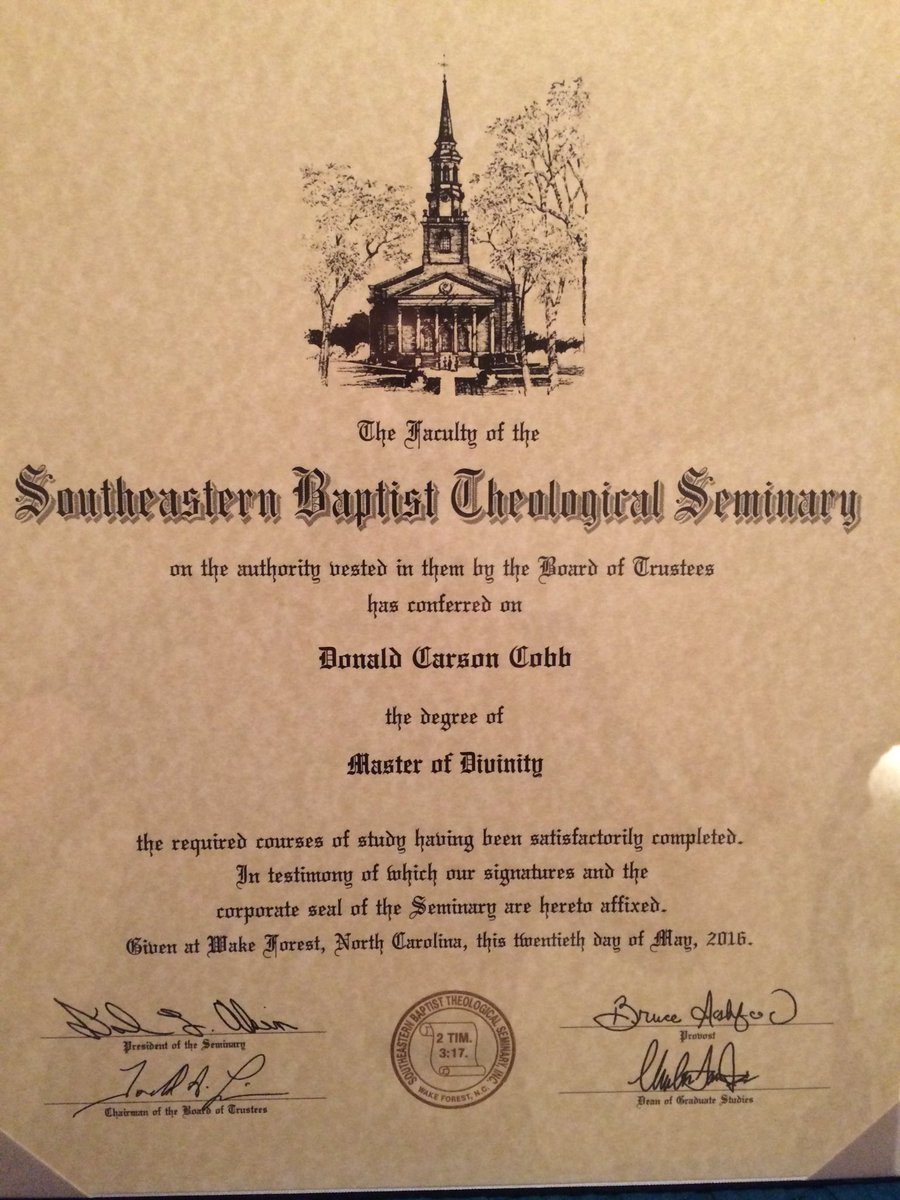 The Faculty of the
Southeastern Baptist Theological Seminary
on the authority vested in them by the Board of Trustees
has conferred on
Donald Carson Cobb
the degree of
Master of Divinity
the required courses of study having been satisfactorily completed.
In testimony of which our signatures and the
corporate seal of the Seminary are hereto affixed.
Given at Wake Forest, North Carolina, this twentieth day of May, 2016.
President of the Seminary
Chairman of the Board of Trustees
SOUTHEASTERN BAPTIST THEOLOGICAL SEMINARY, INC.
2 TIM.
3:17.
WAKE FOREST, N.C.
Bruce Ashford
Provost
Dean of Graduate Studies